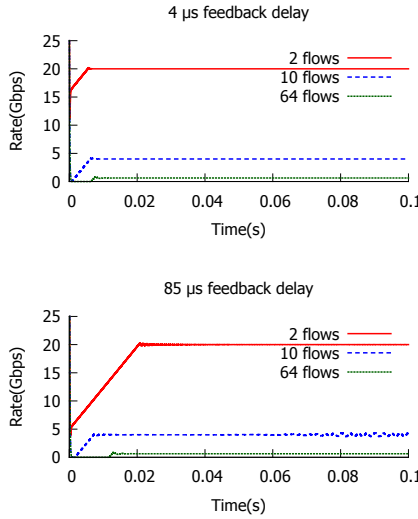 4 µs feedback delay
25
20
15
10
5
0
Rate(Gbps)
2 flows
10 flows
64 flows
0 0.02 0.04 0.06 0.08 0.1
Time(s)
85 µs feedback delay
25
20
15
10
5
0
Rate(Gbps)
2 flows
10 flows
64 flows
0 0.02 0.04 0.06 0.08 0.1
Time(s)